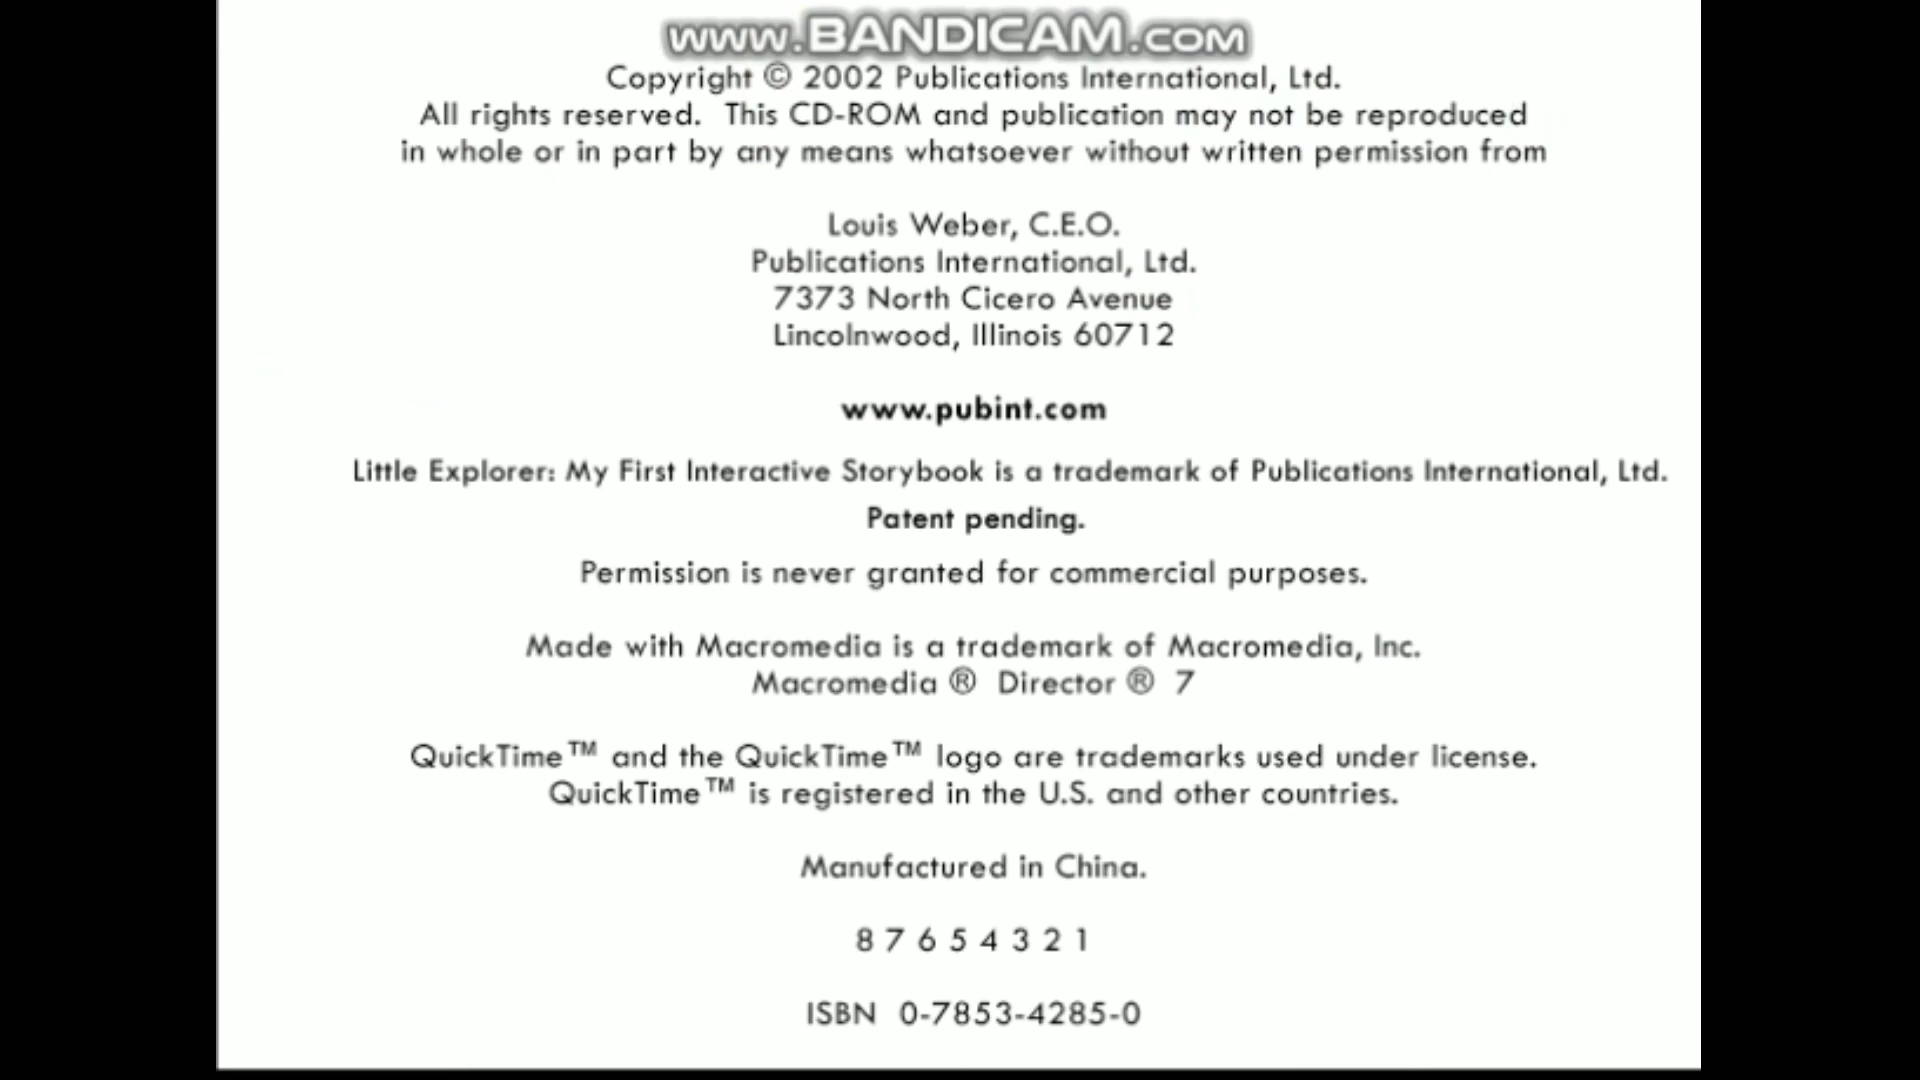 www.BANDICAM.com
Copyright © 2002 Publications International, Ltd.
All rights reserved.  This CD-ROM and publication may not be reproduced
in whole or in part by any means whatsoever without written permission from
Louis Weber, C.E.O.
Publications International, Ltd.
7373 North Cicero Avenue
Lincolnwood, Illinois 60712
www.pubint.com
Little Explorer: My First Interactive Storybook is a trademark of Publications International, Ltd.
Patent pending.
Permission is never granted for commercial purposes.
Made with Macromedia is a trademark of Macromedia, Inc.
Macromedia ®  Director ®  7
QuickTime™ and the QuickTime™ logo are trademarks used under license.
QuickTime™ is registered in the U.S. and other countries.
Manufactured in China.
8 7 6 5 4 3 2 1
ISBN  0-7853-4285-0